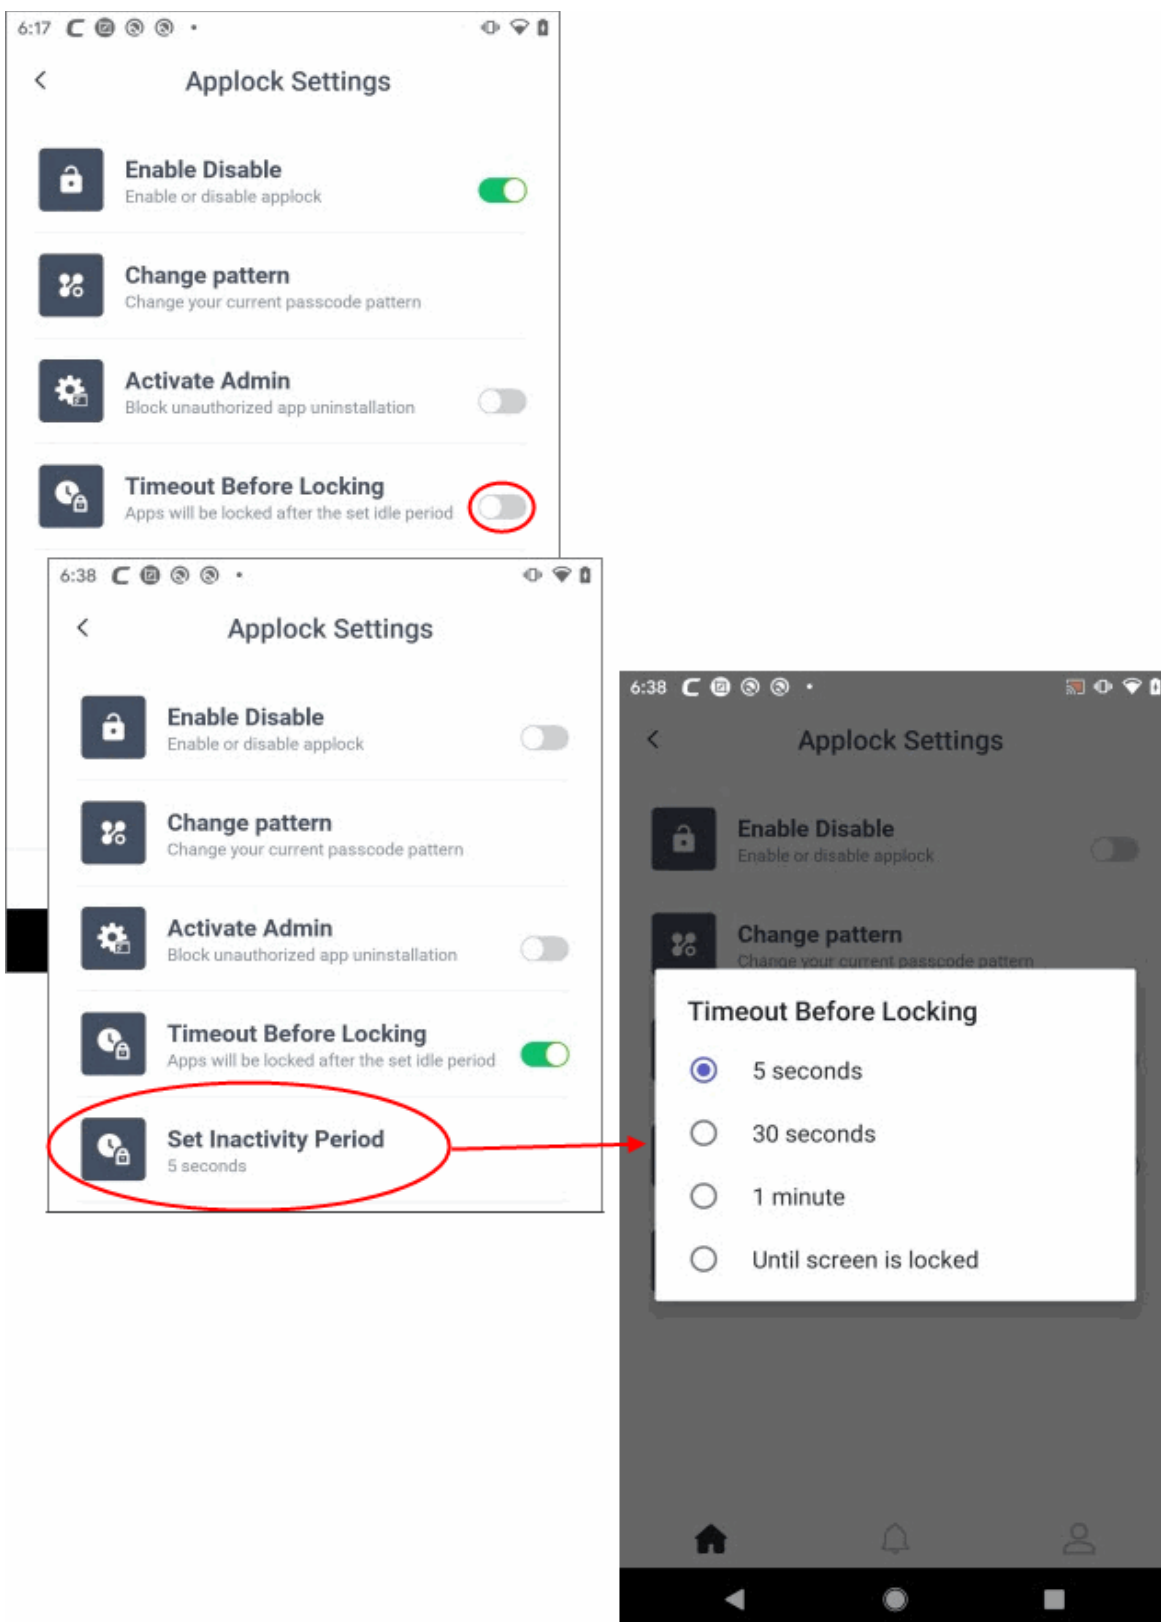 6:17
Applock Settings
Enable Disable
Enable or disable applock
Change pattern
Change your current passcode pattern
Activate Admin
Block unauthorized app uninstallation
Timeout Before Locking
Apps will be locked after the set idle period
6:38
Applock Settings
Enable Disable
Enable or disable applock
Change pattern
Change your current passcode pattern
Activate Admin
Block unauthorized app uninstallation
Timeout Before Locking
Apps will be locked after the set idle period
Set Inactivity Period
5 seconds
6:38
Applock Settings
Enable Disable
Enable or disable applock
Change pattern
Change your current passcode pattern
Timeout Before Locking
5 seconds
30 seconds
1 minute
Until screen is locked